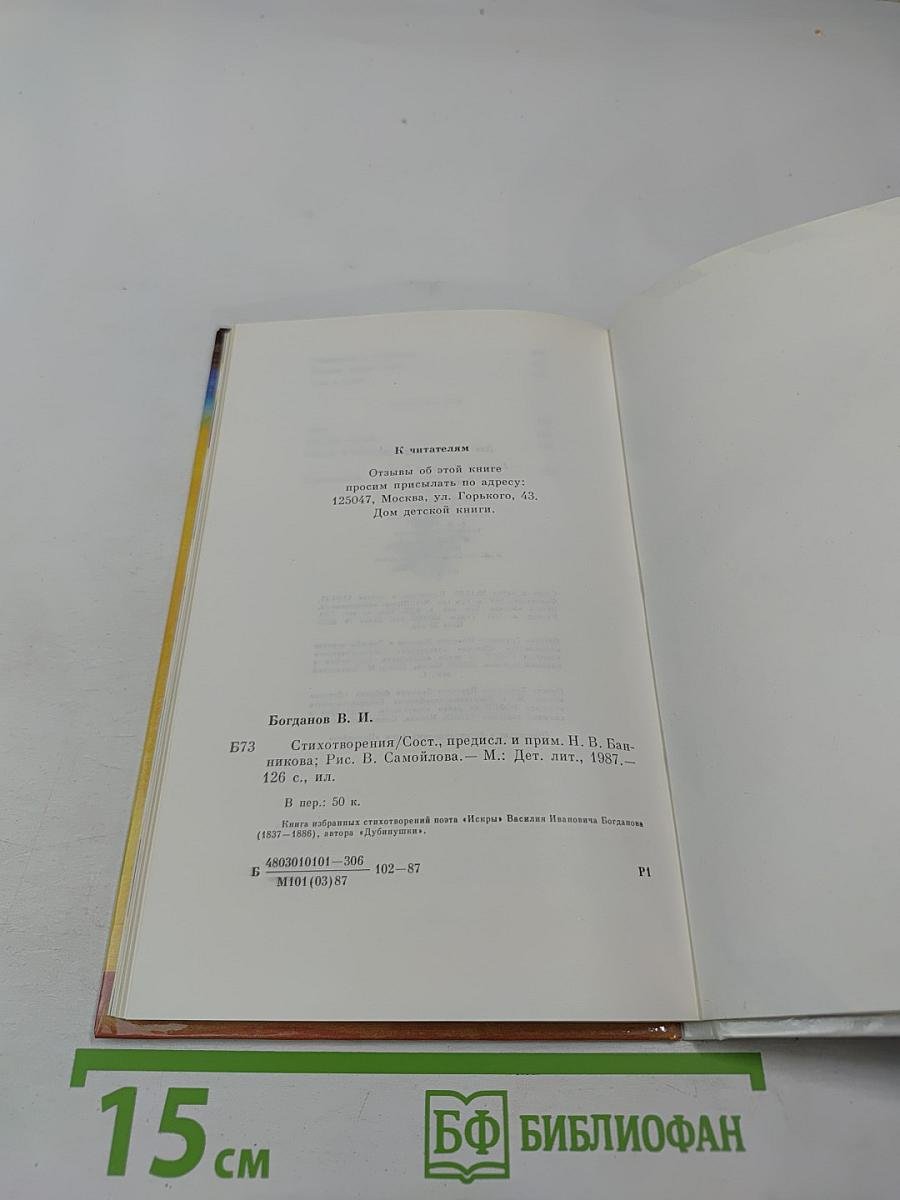 К читателям
Отзывы об этой книге
просим присылать по адресу:
125047, Москва, ул. Горького, 43.
Дом детской книги.
Богданов В. И.
Б73 Стихотворения/Сост., предисл. и прим. Н. В. Бан-
никова; Рис. В. Самойлова.— М.: Дет. лит., 1987.—
126 с., ил.
В пер.: 50 к.
Книга избранных стихотворений поэта «Искры» Василия Ивановича Богданова
(1837—1886), автора «Дубинушки».
Б 4803010101—306 102—87 Р1
М101(03)87
15 см
БФ БИБЛИОФАН